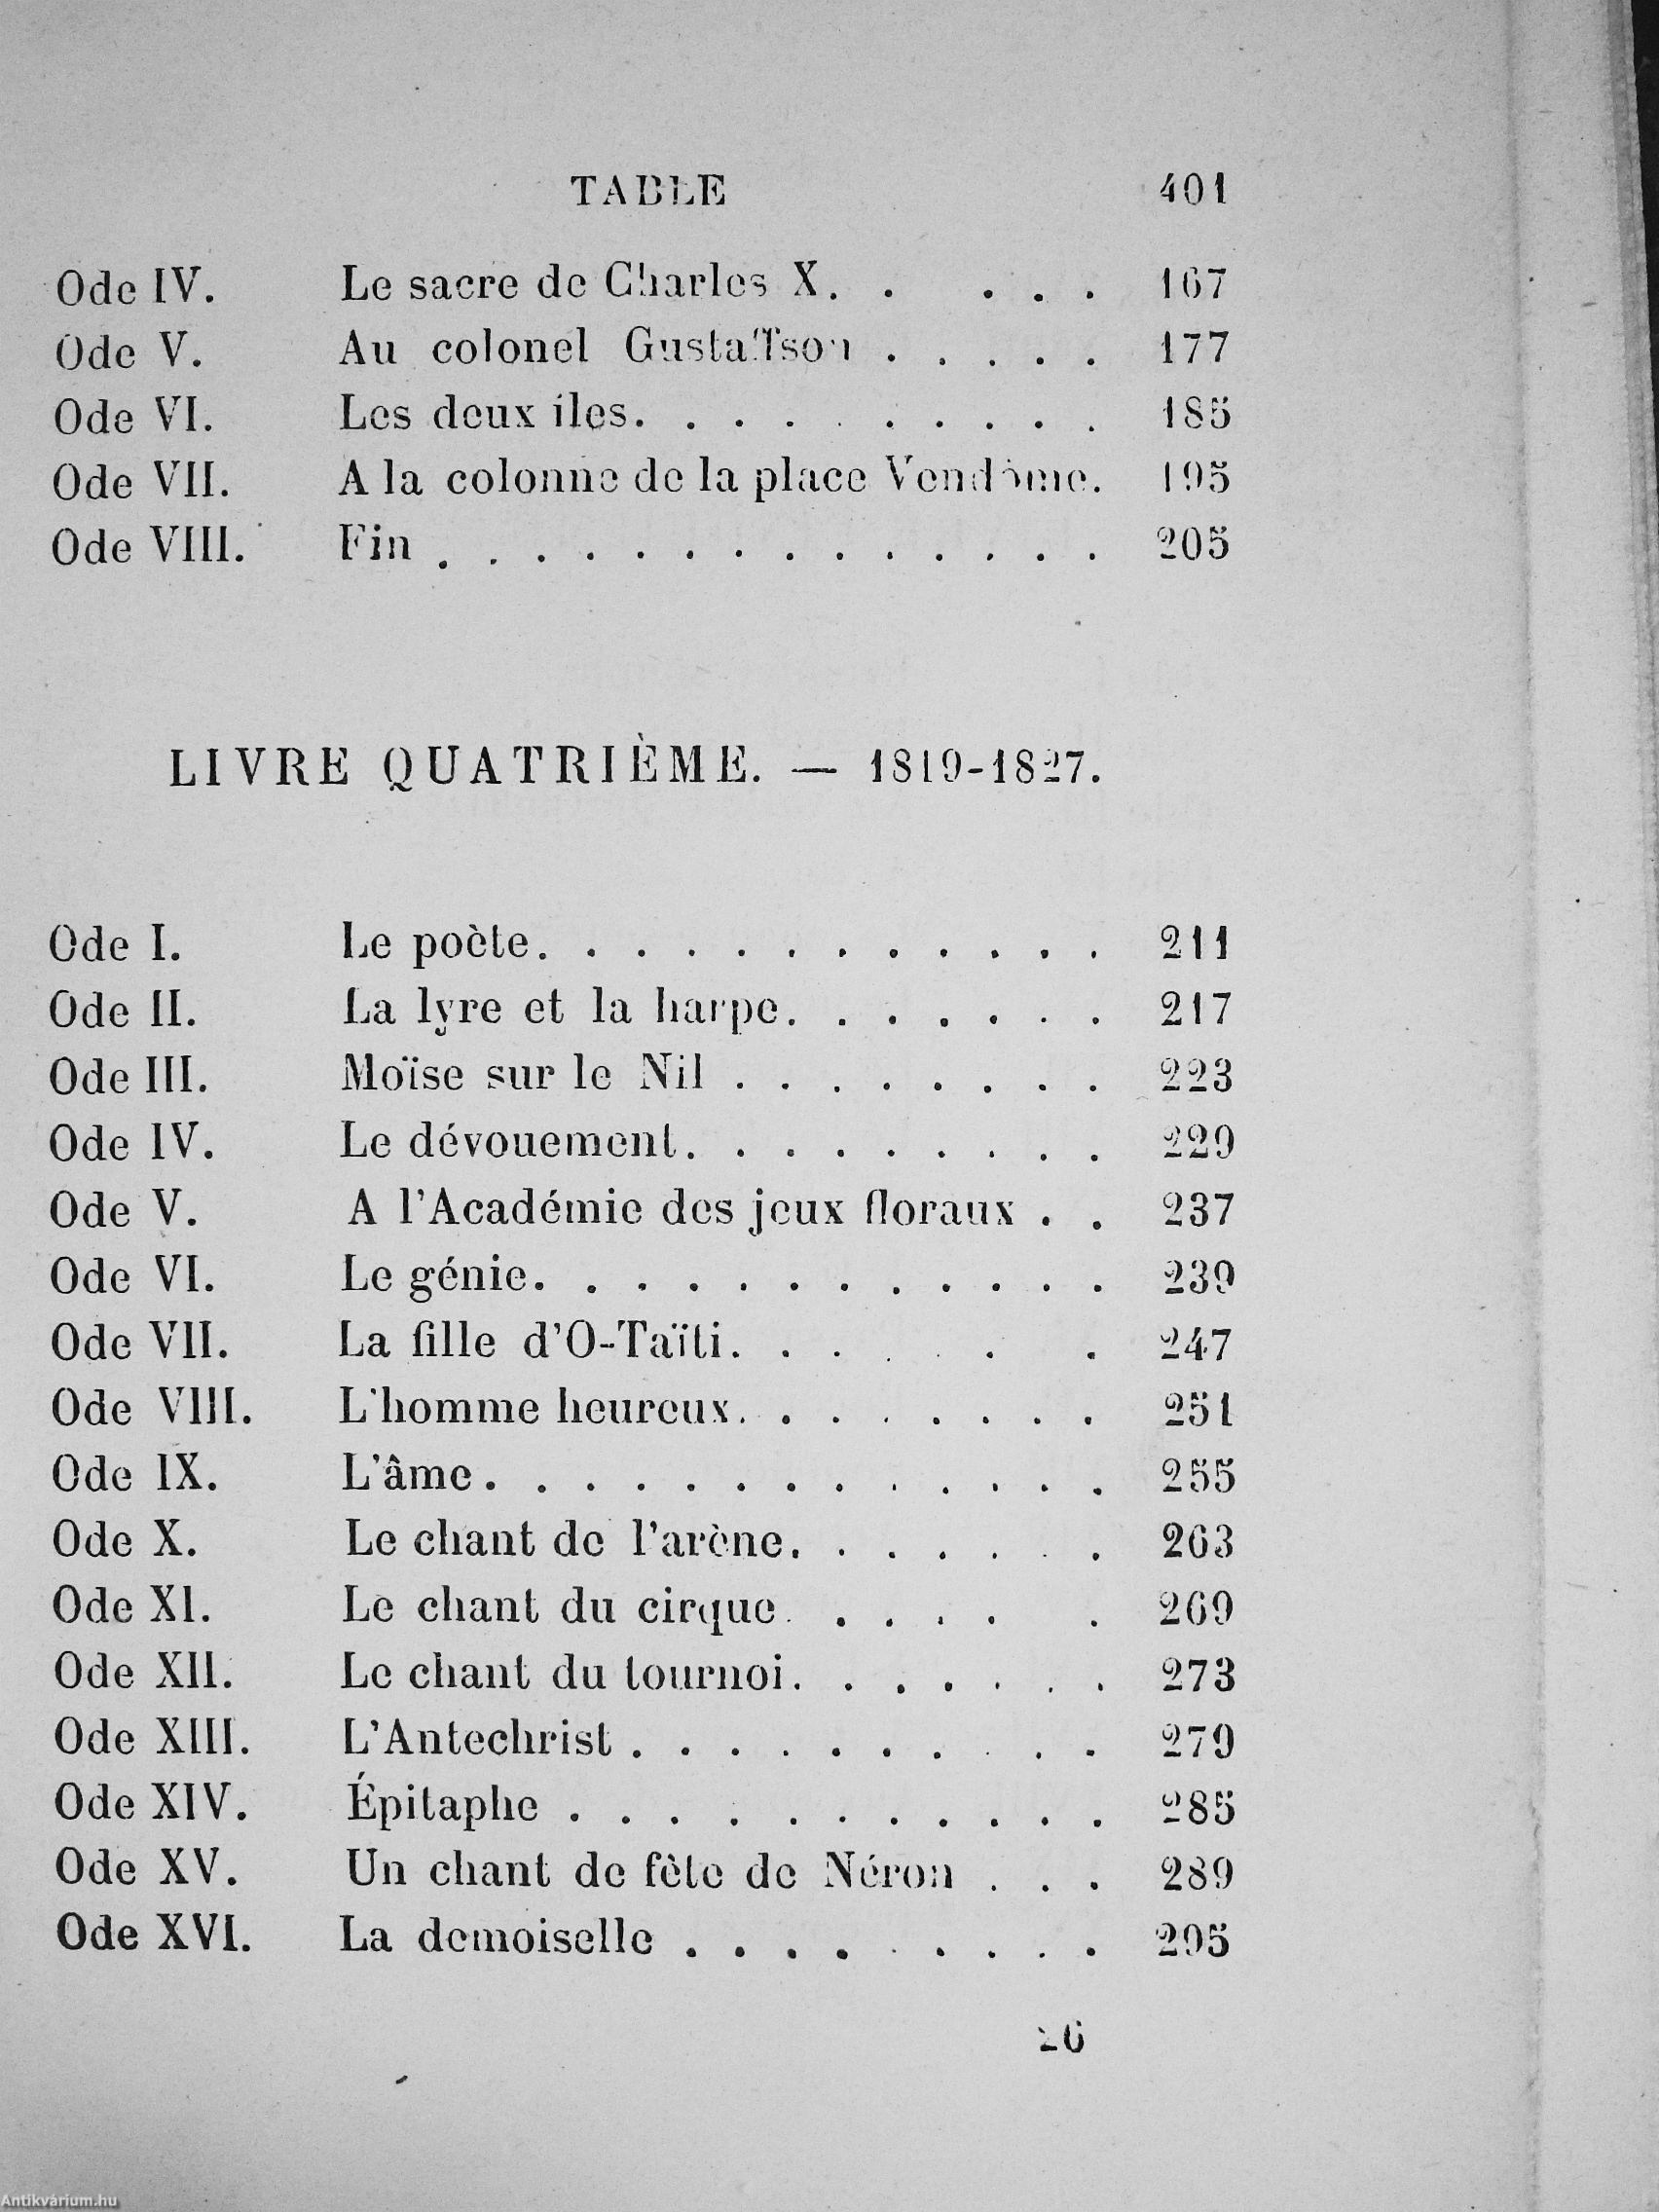 TABLE 401
Ode IV. Le sacre de Charles X. . . . . 167
Ode V. Au colonel Gustaffson . . . . . 177
Ode VI. Les deux îles. . . . . . . . . . 185
Ode VII. A la colonne de la place Vendôme. 195
Ode VIII. Fin . . . . . . . . . . . . . . 205
LIVRE QUATRIÈME. — 1819-1827.
Ode I. Le poète. . . . . . . . . . . . 211
Ode II. La lyre et la harpe. . . . . . . 217
Ode III. Moïse sur le Nil . . . . . . . . 223
Ode IV. Le dévouement. . . . . . . . . 229
Ode V. A l'Académie des jeux floraux . . 237
Ode VI. Le génie. . . . . . . . . . . . 239
Ode VII. La fille d'O-Taïti. . . . . . 247
Ode VIII. L'homme heureux. . . . . . . . 251
Ode IX. L'âme. . . . . . . . . . . . . 255
Ode X. Le chant de l'arène. . . . . . . 263
Ode XI. Le chant du cirque. . . . . . 269
Ode XII. Le chant du tournoi. . . . . . . 273
Ode XIII. L'Antechrist . . . . . . . . . . 279
Ode XIV. Épitaphe . . . . . . . . . . . 285
Ode XV. Un chant de fête de Néron . . . 289
Ode XVI. La demoiselle . . . . . . . . . 295
26
Antikvárium.hu